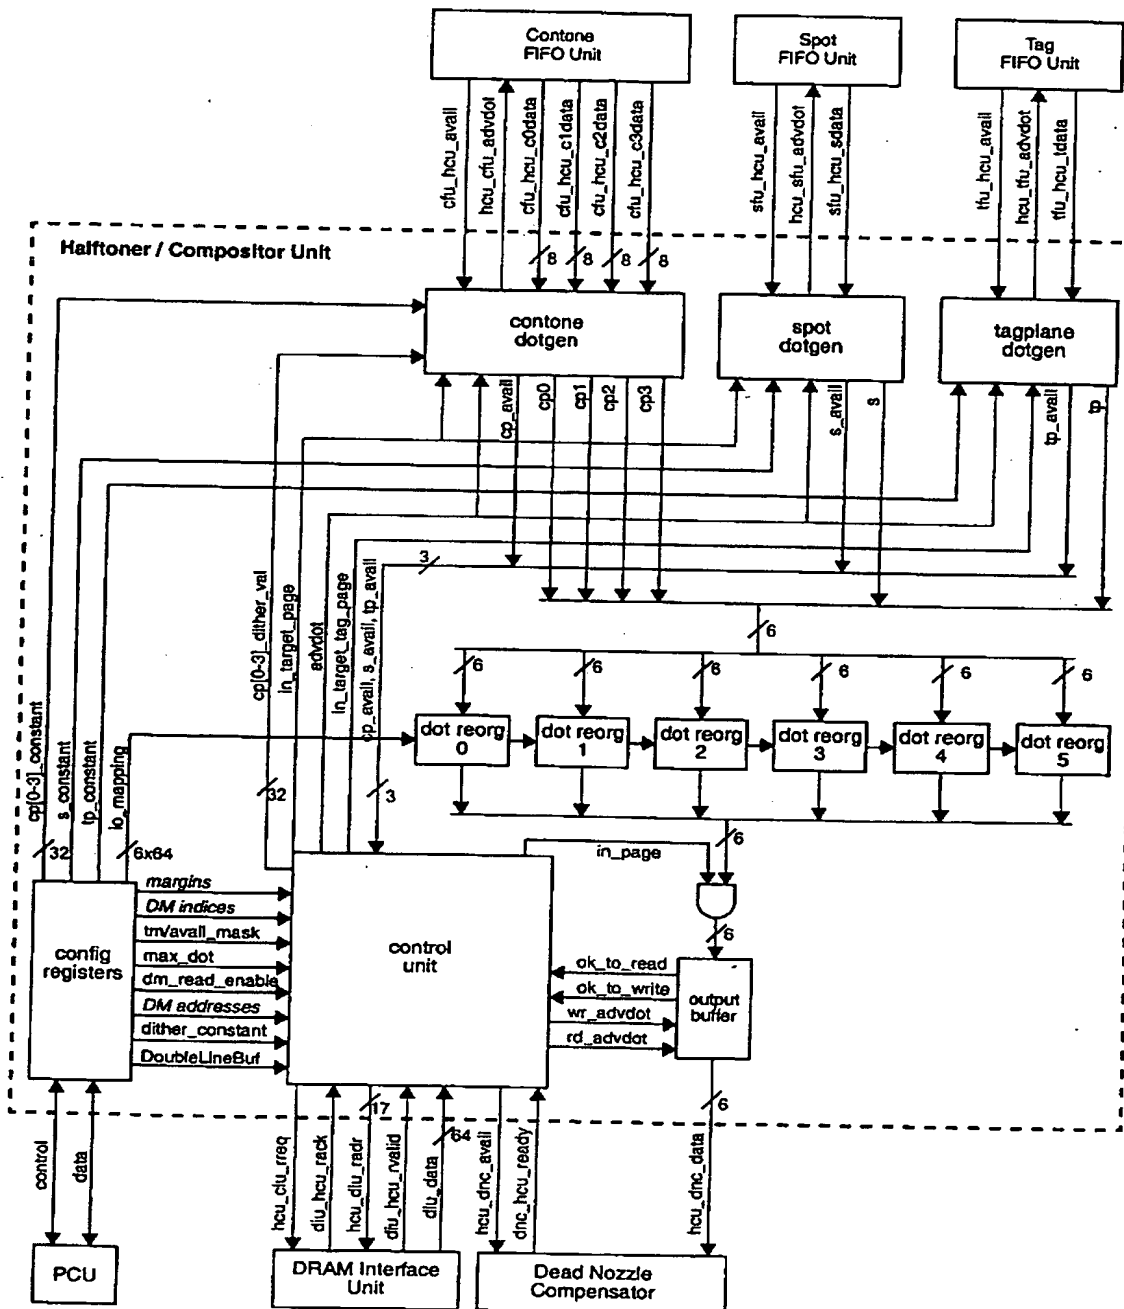 Contone
FIFO Unit
Spot
FIFO Unit
Tag
FIFO Unit
cfu_hcu_avail
hcu_cfu_advdot
cfu_hcu_c0data
cfu_hcu_c1data
cfu_hcu_c2data
cfu_hcu_c3data
sfu_hcu_avail
hcu_sfu_advdot
sfu_hcu_sdata
tfu_hcu_avail
hcu_tfu_advdot
tfu_hcu_tdata
Halftoner / Compositor Unit
8
8
8
8
contone
dotgen
spot
dotgen
tagplane
dotgen
cp_avail
cp0
cp1
cp2
cp3
s_avail
s
tp_avail
tp
3
6
cp[0-3]_dither_val
in_target_page
advdot
in_target_tag_page
cp_avail, s_avail, tp_avail
6
6
6
6
6
6
dot reorg
0
dot reorg
1
dot reorg
2
dot reorg
3
dot reorg
4
dot reorg
5
cp[0-3]_constant
s_constant
tp_constant
io_mapping
32
3
32
6x64
6
in_page
margins
DM indices
tm/avail_mask
max_dot
dm_read_enable
DM addresses
dither_constant
DoubleLineBuf
config
registers
control
unit
6
ok_to_read
ok_to_write
wr_advdot
rd_advdot
output
buffer
17
64
6
control
data
hcu_clu_rreq
diu_hcu_rack
hcu_diu_radr
diu_hcu_rvalid
diu_data
hcu_dnc_avail
dnc_hcu_ready
hcu_dnc_data
PCU
DRAM Interface
Unit
Dead Nozzle
Compensator